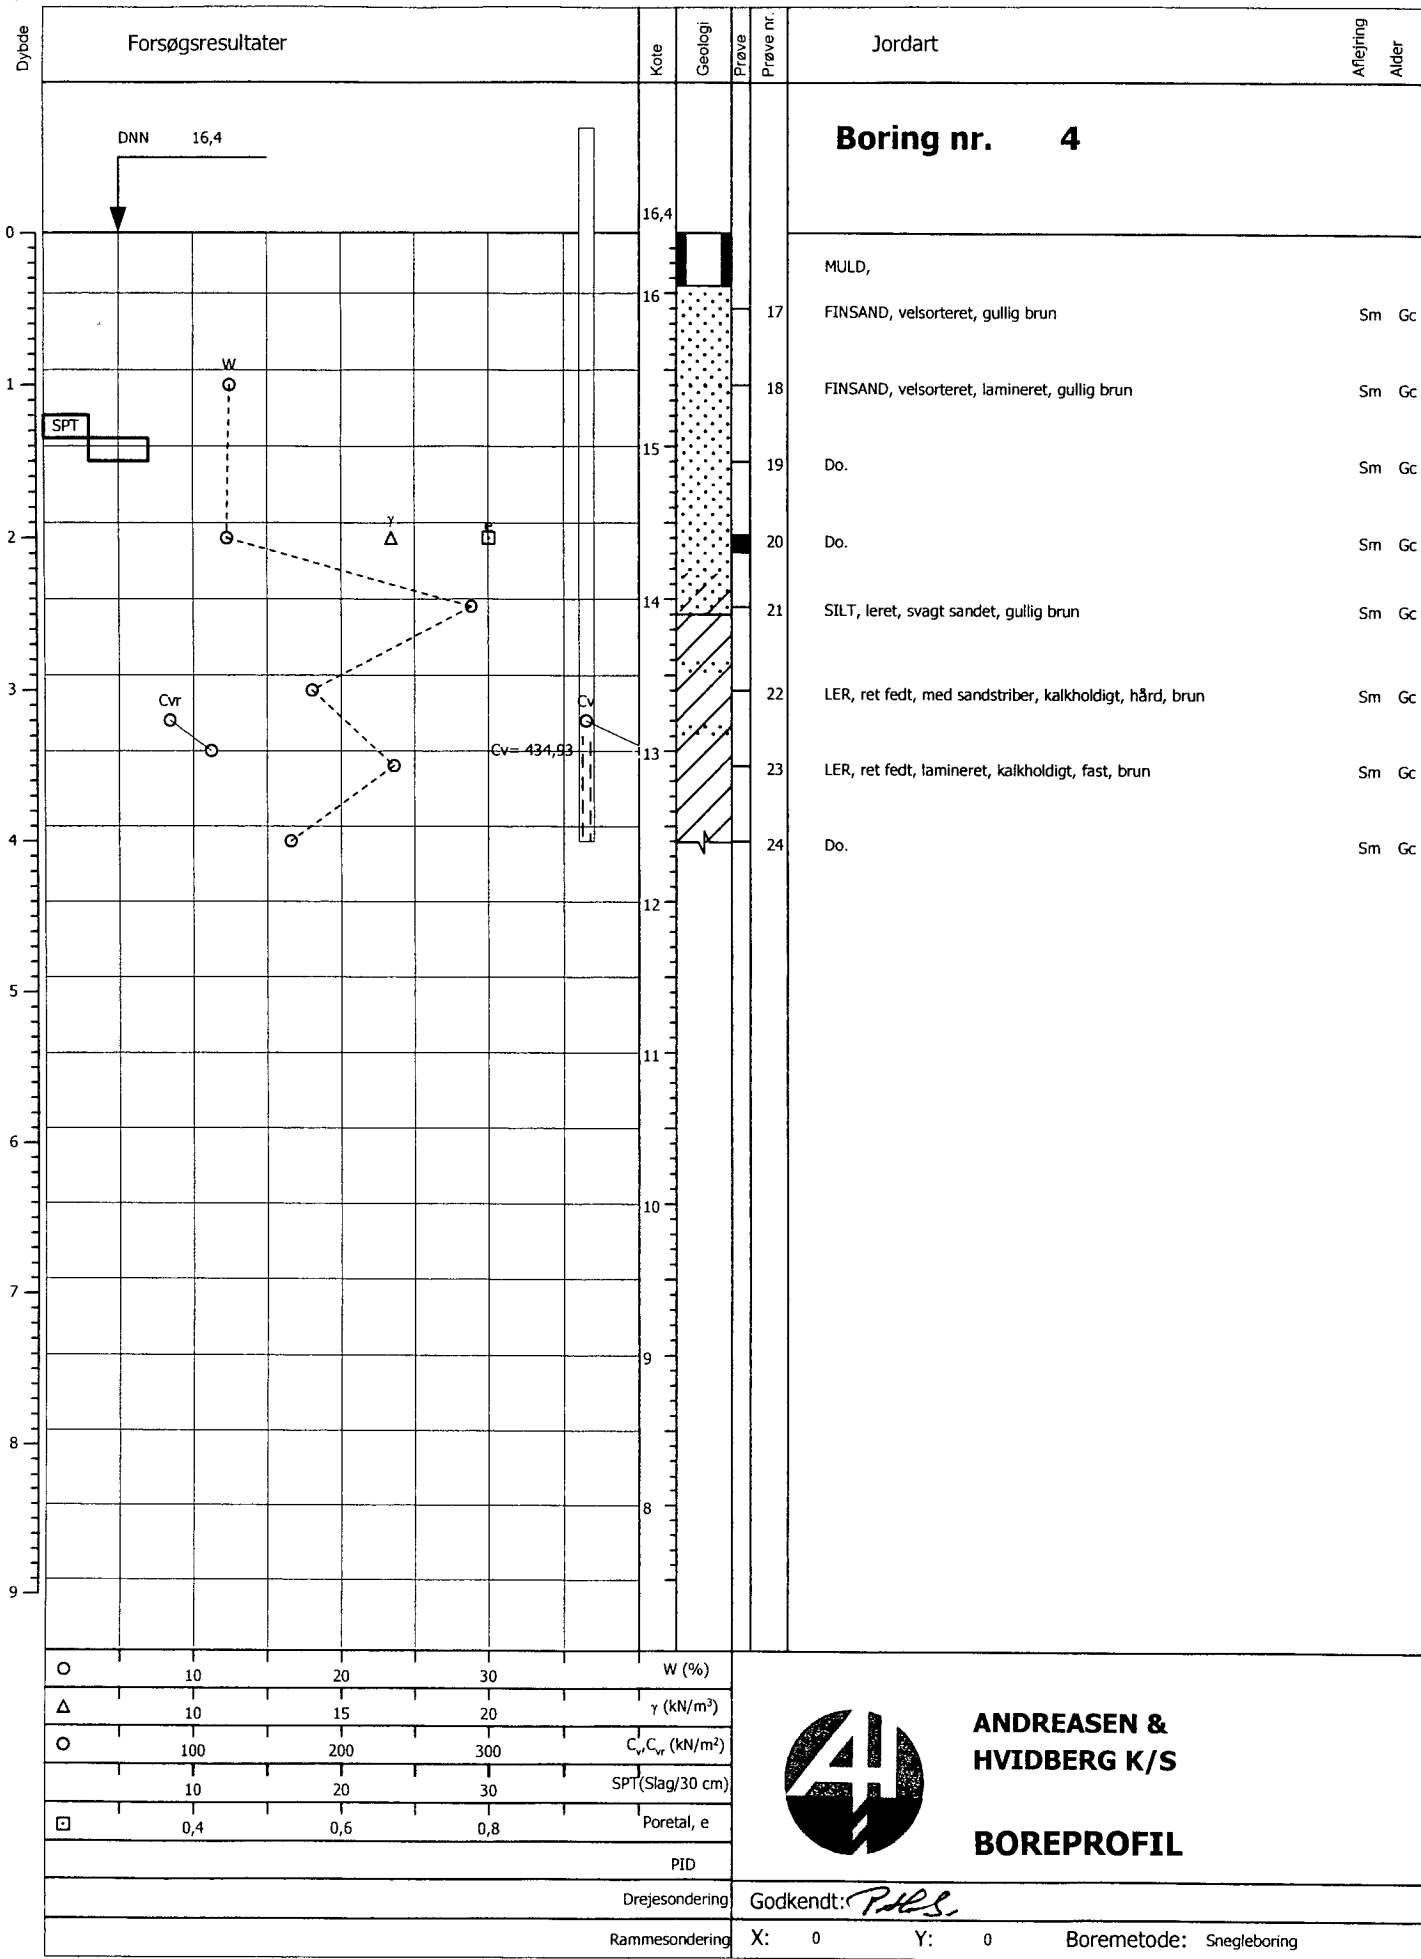 Dybde
Forsøgsresultater
Kote
Geologi
Prøve
Prøve nr.
Jordart
Aflejring
Alder
DNN 16,4
Boring nr. 4
16,4
0
MULD,
16
17 FINSAND, velsorteret, gullig brun Sm Gc
W
1
18 FINSAND, velsorteret, lamineret, gullig brun Sm Gc
SPT
15
19 Do. Sm Gc
γ
e
2
20 Do. Sm Gc
14
21 SILT, leret, svagt sandet, gullig brun Sm Gc
3
22 LER, ret fedt, med sandstriber, kalkholdigt, hård, brun Sm Gc
Cvr
Cv
Cv= 434,93
13
23 LER, ret fedt, lamineret, kalkholdigt, fast, brun Sm Gc
4
24 Do. Sm Gc
12
5
11
6
10
7
9
8
8
9
10 20 30 W (%)
10 15 20 γ (kN/m³)
100 200 300 Cv,Cvr (kN/m²)
10 20 30 SPT(Slag/30 cm)
0,4 0,6 0,8 Poretal, e
PID
Drejesondering
Rammesondering
ANDREASEN &
HVIDBERG K/S
BOREPROFIL
Godkendt:
X: 0 Y: 0 Boremetode: Snegleboring